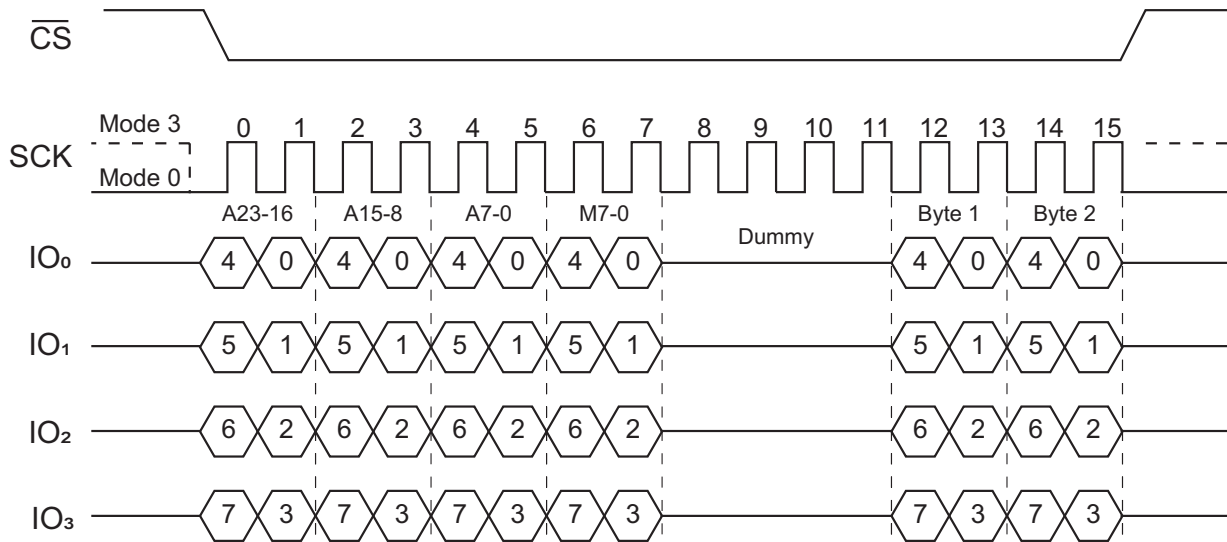 CS
Mode 3
0 1 2 3 4 5 6 7 8 9 10 11 12 13 14 15
SCK
Mode 0
A23-16 A15-8 A7-0 M7-0 Dummy Byte 1 Byte 2
IO₀ 4 0 4 0 4 0 4 0 4 0 4 0
IO₁ 5 1 5 1 5 1 5 1 5 1 5 1
IO₂ 6 2 6 2 6 2 6 2 6 2 6 2
IO₃ 7 3 7 3 7 3 7 3 7 3 7 3